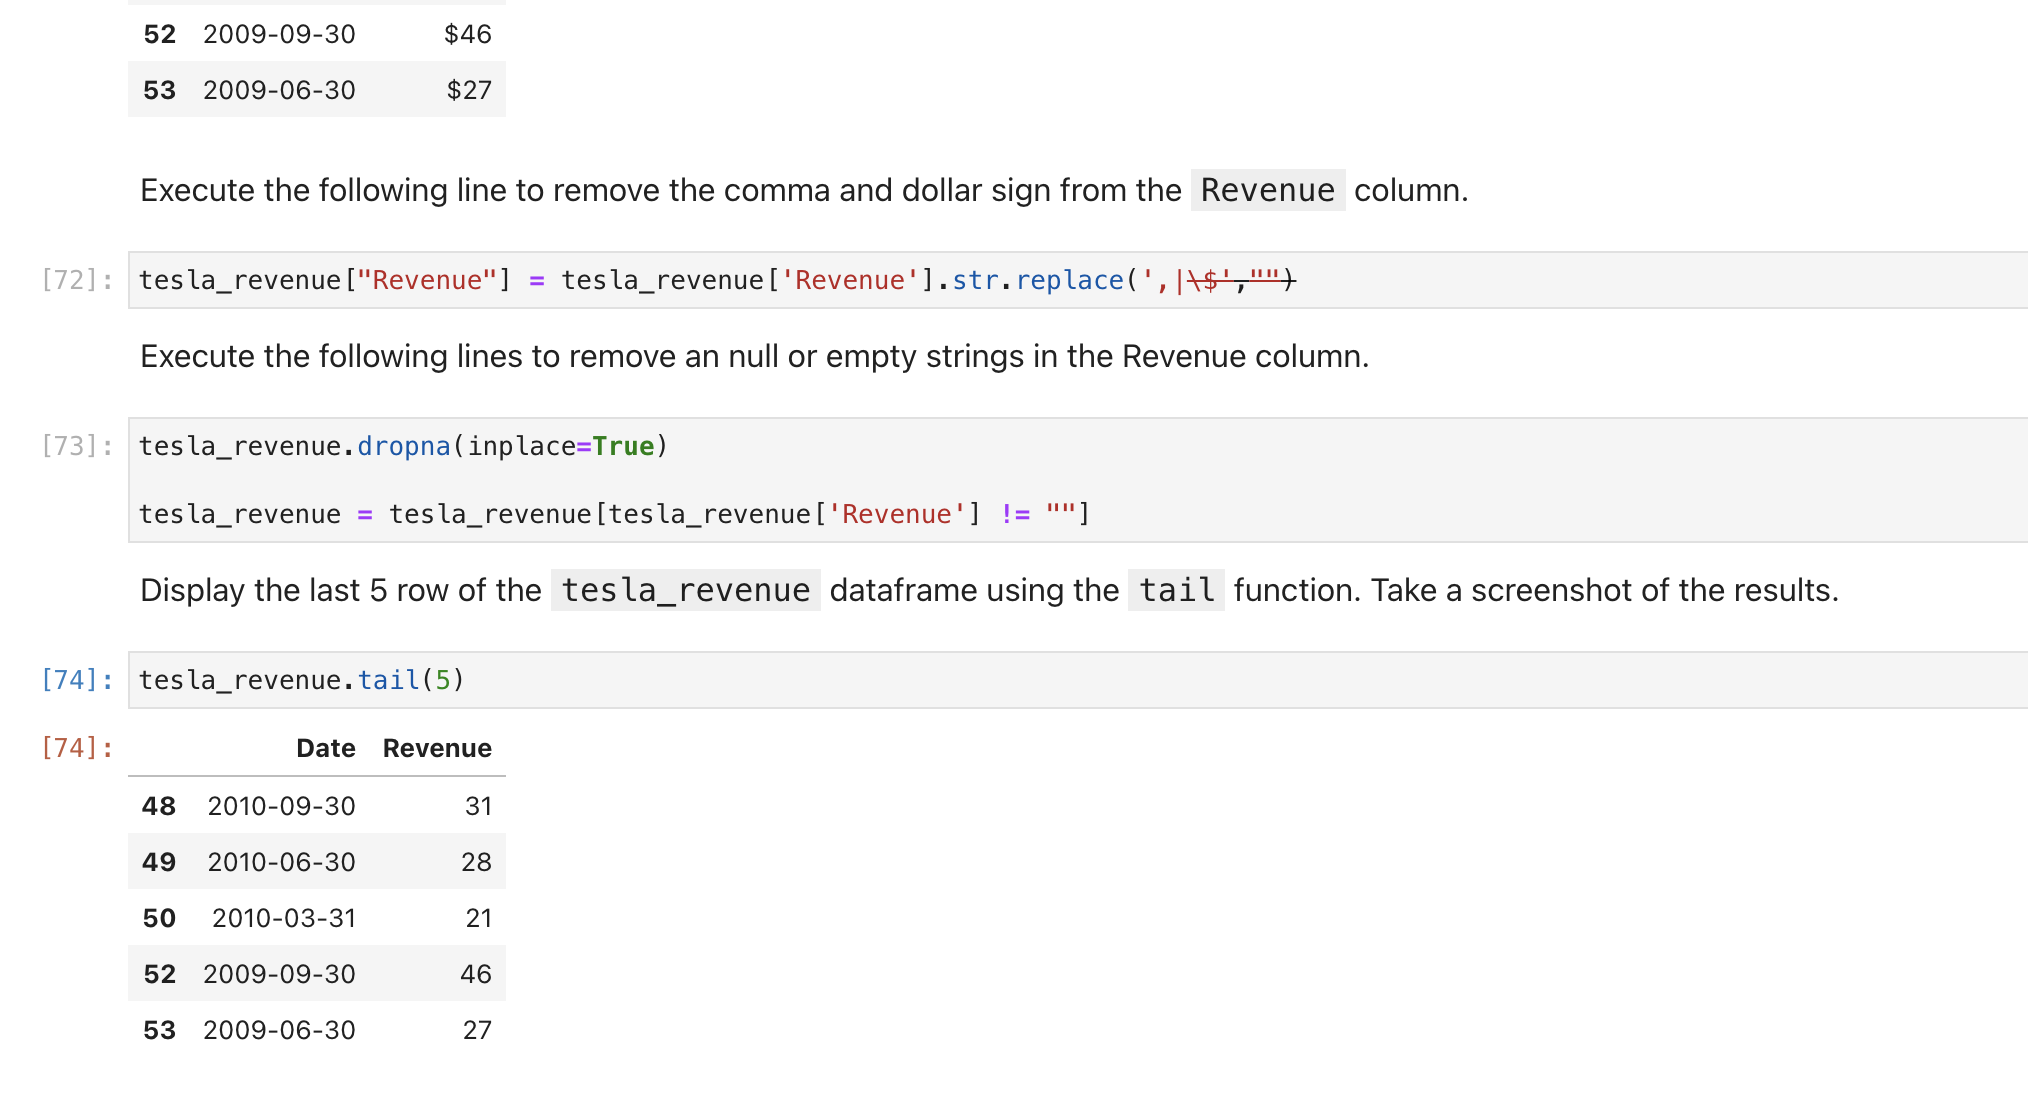 52 2009-09-30 $46
53 2009-06-30 $27
Execute the following line to remove the comma and dollar sign from the Revenue column.
[72]: tesla_revenue["Revenue"] = tesla_revenue['Revenue'].str.replace(',|\$',"")
Execute the following lines to remove an null or empty strings in the Revenue column.
[73]: tesla_revenue.dropna(inplace=True)
tesla_revenue = tesla_revenue[tesla_revenue['Revenue'] != ""]
Display the last 5 row of the tesla_revenue dataframe using the tail function. Take a screenshot of the results.
[74]: tesla_revenue.tail(5)
[74]: Date Revenue
48 2010-09-30 31
49 2010-06-30 28
50 2010-03-31 21
52 2009-09-30 46
53 2009-06-30 27